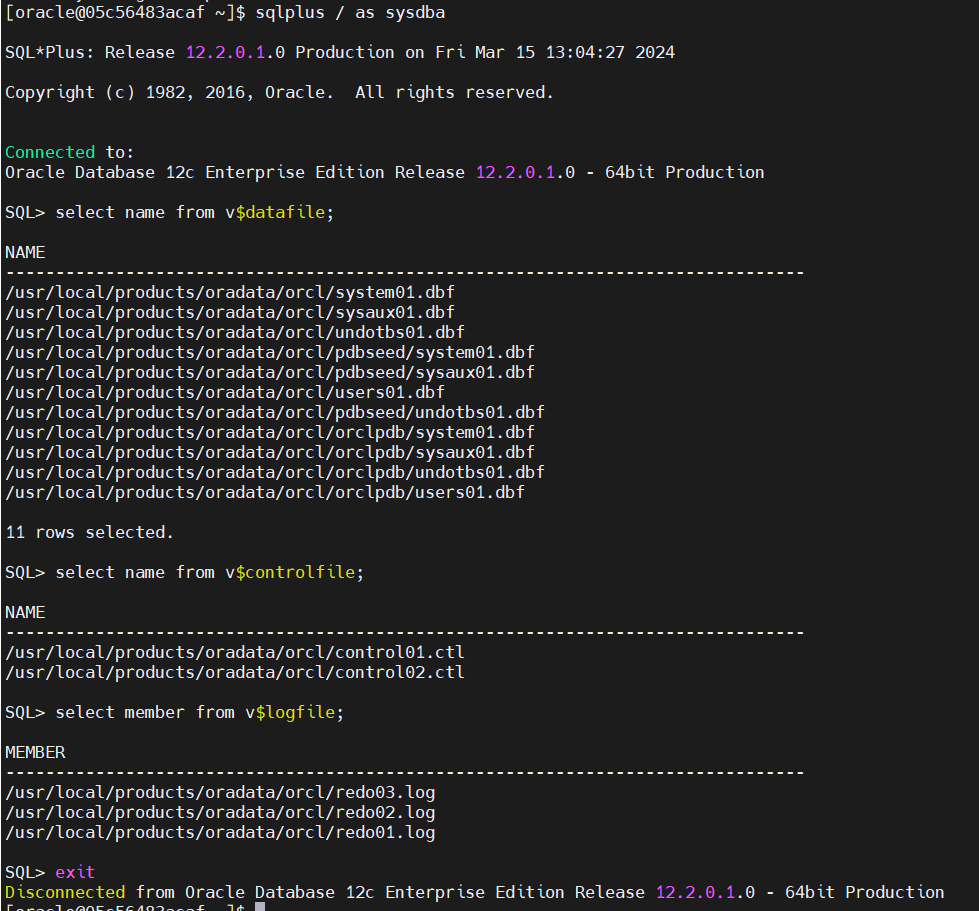 [oracle@05c56483acaf ~]$ sqlplus / as sysdba
SQL*Plus: Release 12.2.0.1.0 Production on Fri Mar 15 13:04:27 2024
Copyright (c) 1982, 2016, Oracle.  All rights reserved.
Connected to:
Oracle Database 12c Enterprise Edition Release 12.2.0.1.0 - 64bit Production
SQL> select name from v$datafile;
NAME
--------------------------------------------------------------------------------
/usr/local/products/oradata/orcl/system01.dbf
/usr/local/products/oradata/orcl/sysaux01.dbf
/usr/local/products/oradata/orcl/undotbs01.dbf
/usr/local/products/oradata/orcl/pdbseed/system01.dbf
/usr/local/products/oradata/orcl/pdbseed/sysaux01.dbf
/usr/local/products/oradata/orcl/users01.dbf
/usr/local/products/oradata/orcl/pdbseed/undotbs01.dbf
/usr/local/products/oradata/orcl/orclpdb/system01.dbf
/usr/local/products/oradata/orcl/orclpdb/sysaux01.dbf
/usr/local/products/oradata/orcl/orclpdb/undotbs01.dbf
/usr/local/products/oradata/orcl/orclpdb/users01.dbf
11 rows selected.
SQL> select name from v$controlfile;
NAME
--------------------------------------------------------------------------------
/usr/local/products/oradata/orcl/control01.ctl
/usr/local/products/oradata/orcl/control02.ctl
SQL> select member from v$logfile;
MEMBER
--------------------------------------------------------------------------------
/usr/local/products/oradata/orcl/redo03.log
/usr/local/products/oradata/orcl/redo02.log
/usr/local/products/oradata/orcl/redo01.log
SQL> exit
Disconnected from Oracle Database 12c Enterprise Edition Release 12.2.0.1.0 - 64bit Production
[oracle@05c56483acaf ~]$